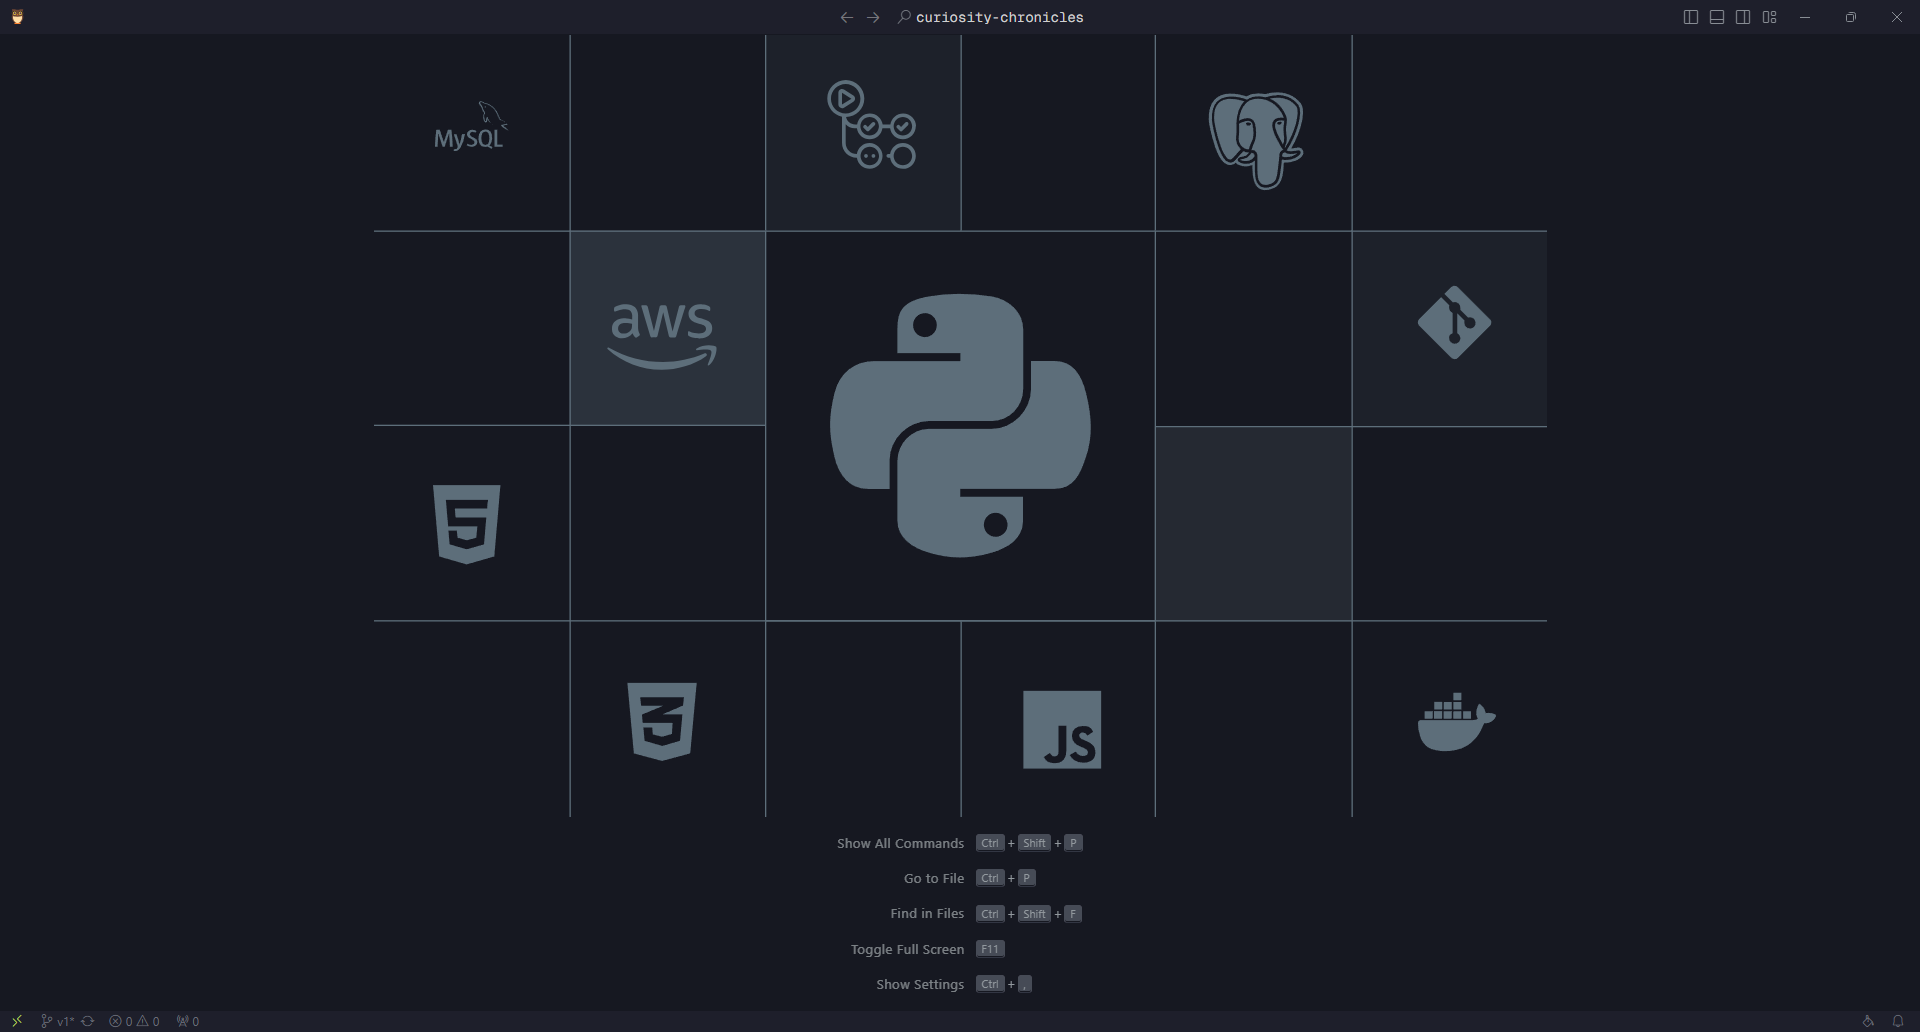 curiosity-chronicles
MySQL
aws
5
3
JS
Show All Commands Ctrl + Shift + P
Go to File Ctrl + P
Find in Files Ctrl + Shift + F
Toggle Full Screen F11
Show Settings Ctrl + ,
v1* 0 0 0